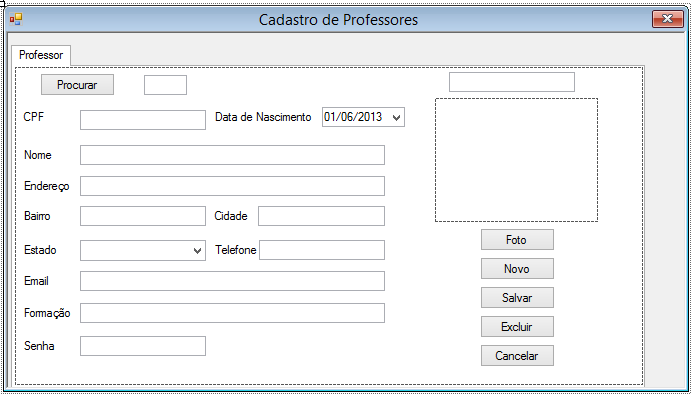 Cadastro de Professores
Professor
Procurar
CPF
Data de Nascimento 01/06/2013
Nome
Endereço
Bairro
Cidade
Estado
Telefone
Email
Formação
Senha
Foto
Novo
Salvar
Excluir
Cancelar